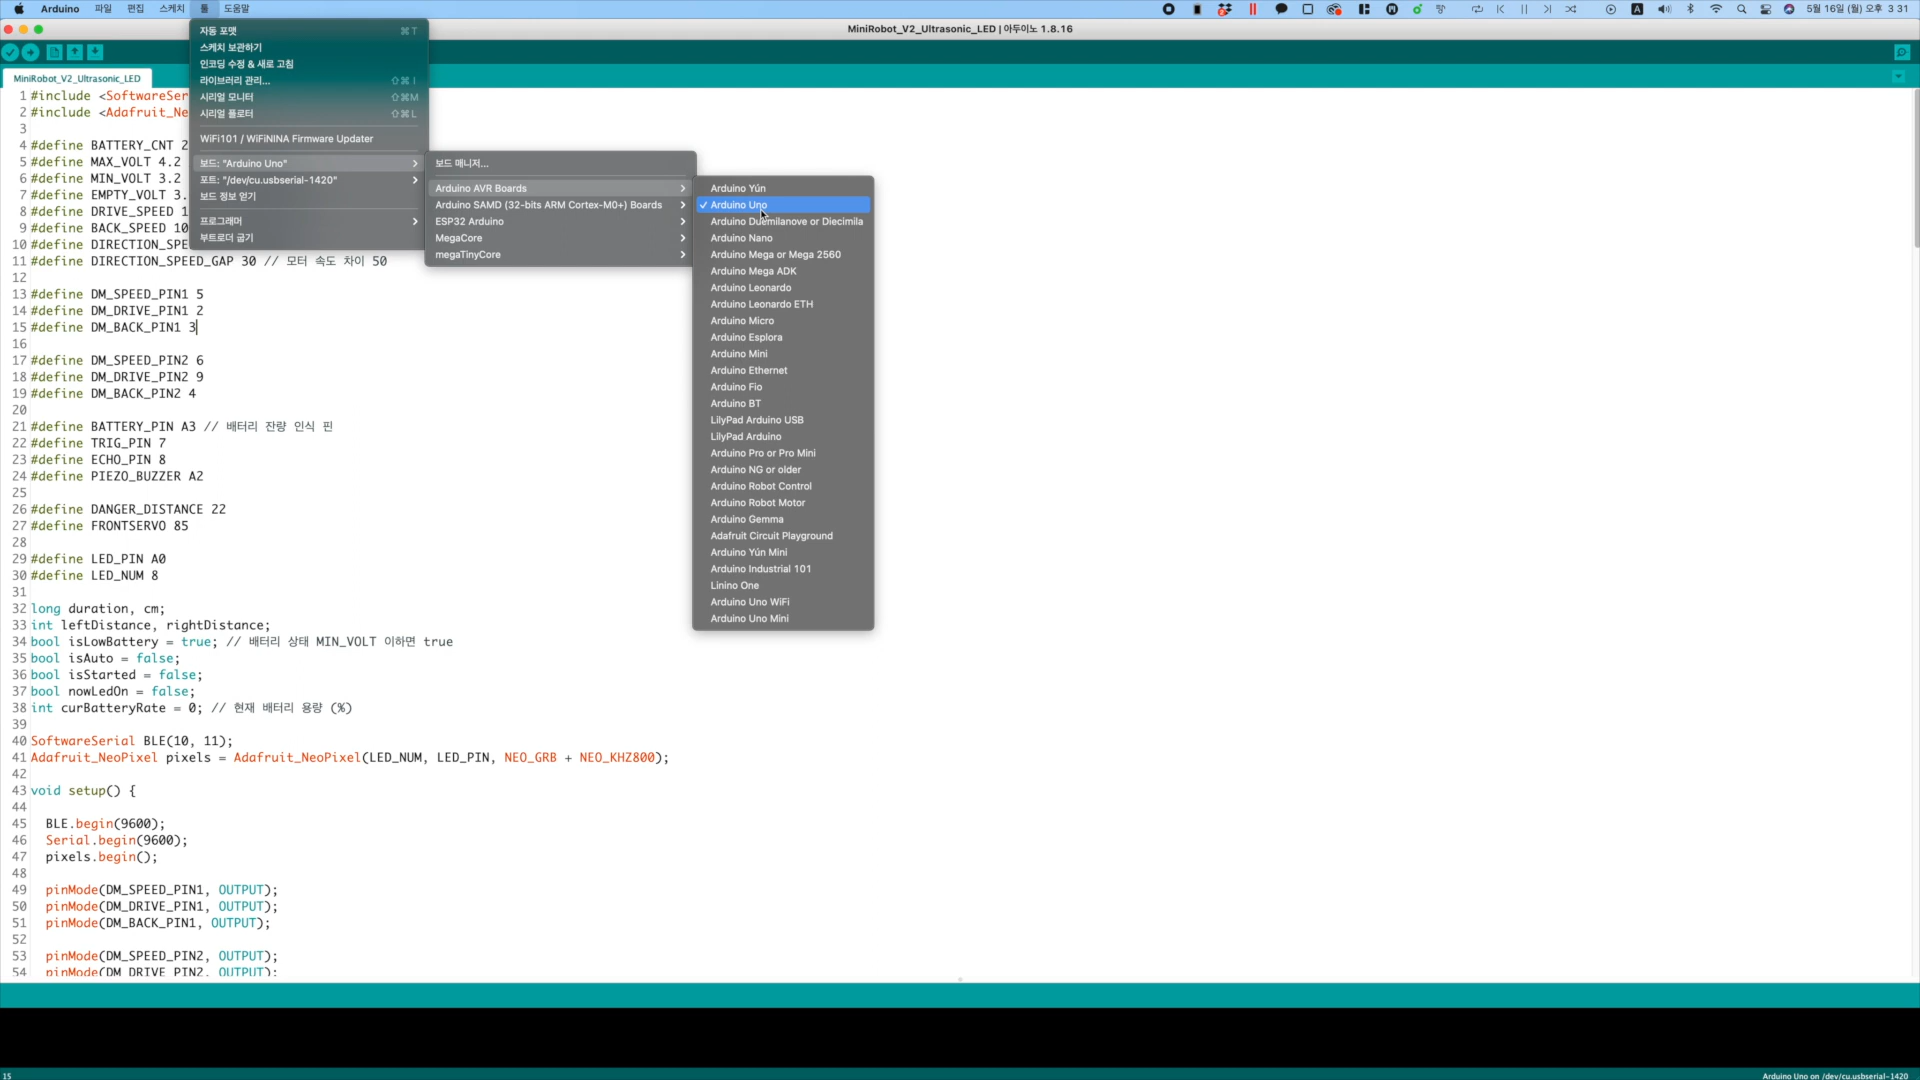 Arduino 파일 편집 스케치 툴 도움말
5월 16일 (월) 오후 3 31
MiniRobot_V2_Ultrasonic_LED | 아두이노 1.8.16
MiniRobot_V2_Ultrasonic_LED
자동 포맷 ⌘T
스케치 보관하기
인코딩 수정 & 새로 고침
라이브러리 관리... ⇧⌘I
시리얼 모니터 ⇧⌘M
시리얼 플로터 ⇧⌘L
WiFi101 / WiFiNINA Firmware Updater
보드: "Arduino Uno"
포트: "/dev/cu.usbserial-1420"
보드 정보 얻기
프로그래머
부트로더 굽기
보드 매니저...
Arduino AVR Boards
Arduino SAMD (32-bits ARM Cortex-M0+) Boards
ESP32 Arduino
MegaCore
megaTinyCore
Arduino Yún
✓ Arduino Uno
Arduino Duemilanove or Diecimila
Arduino Nano
Arduino Mega or Mega 2560
Arduino Mega ADK
Arduino Leonardo
Arduino Leonardo ETH
Arduino Micro
Arduino Esplora
Arduino Mini
Arduino Ethernet
Arduino Fio
Arduino BT
LilyPad Arduino USB
LilyPad Arduino
Arduino Pro or Pro Mini
Arduino NG or older
Arduino Robot Control
Arduino Robot Motor
Arduino Gemma
Adafruit Circuit Playground
Arduino Yún Mini
Arduino Industrial 101
Linino One
Arduino Uno WiFi
Arduino Uno Mini
1 #include <SoftwareSer
2 #include <Adafruit_Ne
3
4 #define BATTERY_CNT 2
5 #define MAX_VOLT 4.2
6 #define MIN_VOLT 3.2
7 #define EMPTY_VOLT 3.
8 #define DRIVE_SPEED 1
9 #define BACK_SPEED 10
10 #define DIRECTION_SPE
11 #define DIRECTION_SPEED_GAP 30 // 모터 속도 차이 50
12
13 #define DM_SPEED_PIN1 5
14 #define DM_DRIVE_PIN1 2
15 #define DM_BACK_PIN1 3
16
17 #define DM_SPEED_PIN2 6
18 #define DM_DRIVE_PIN2 9
19 #define DM_BACK_PIN2 4
20
21 #define BATTERY_PIN A3 // 배터리 잔량 인식 핀
22 #define TRIG_PIN 7
23 #define ECHO_PIN 8
24 #define PIEZO_BUZZER A2
25
26 #define DANGER_DISTANCE 22
27 #define FRONTSERVO 85
28
29 #define LED_PIN A0
30 #define LED_NUM 8
31
32 long duration, cm;
33 int leftDistance, rightDistance;
34 bool isLowBattery = true; // 배터리 상태 MIN_VOLT 이하면 true
35 bool isAuto = false;
36 bool isStarted = false;
37 bool nowLedOn = false;
38 int curBatteryRate = 0; // 현재 배터리 용량 (%)
39
40 SoftwareSerial BLE(10, 11);
41 Adafruit_NeoPixel pixels = Adafruit_NeoPixel(LED_NUM, LED_PIN, NEO_GRB + NEO_KHZ800);
42
43 void setup() {
44
45 BLE.begin(9600);
46 Serial.begin(9600);
47 pixels.begin();
48
49 pinMode(DM_SPEED_PIN1, OUTPUT);
50 pinMode(DM_DRIVE_PIN1, OUTPUT);
51 pinMode(DM_BACK_PIN1, OUTPUT);
52
53 pinMode(DM_SPEED_PIN2, OUTPUT);
54 pinMode(DM_DRIVE_PIN2, OUTPUT);
15
Arduino Uno on /dev/cu.usbserial-1420